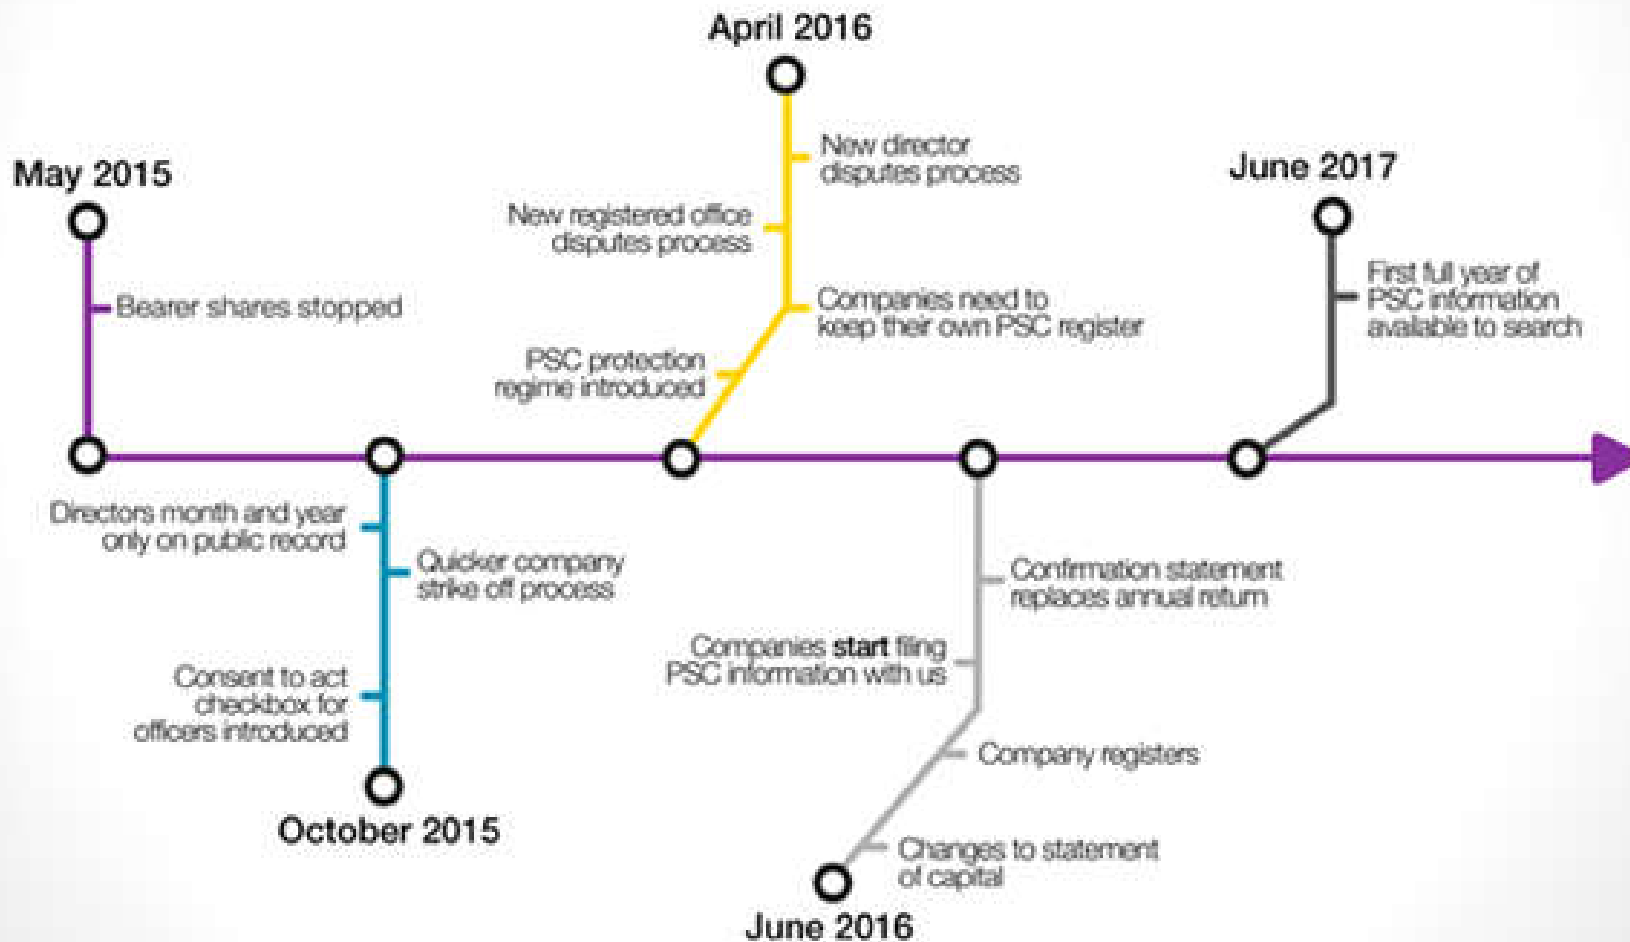 April 2016
New director
disputes process
New registered office
disputes process
Companies need to
keep their own PSC register
PSC protection
regime introduced
May 2015
Bearer shares stopped
June 2017
First full year of
PSC information
available to search
Directors month and year
only on public record
Quicker company
strike off process
Consent to act
checkbox for
officers introduced
October 2015
Confirmation statement
replaces annual return
Companies start filing
PSC information with us
Company registers
Changes to statement
of capital
June 2016